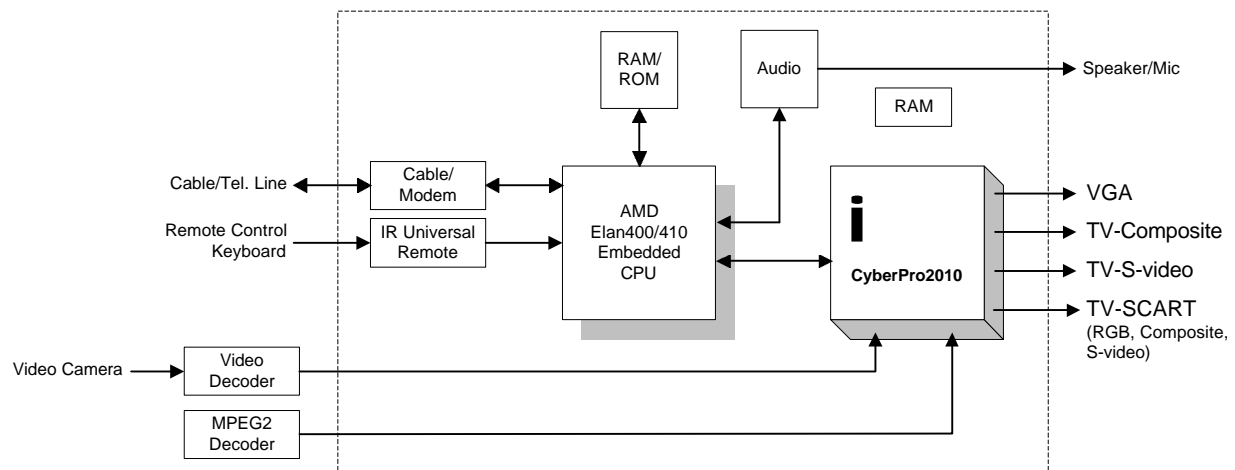 RAM/
ROM
Audio
Speaker/Mic
RAM
Cable/Tel. Line
Cable/
Modem
Remote Control
Keyboard
IR Universal
Remote
AMD
Elan400/410
Embedded
CPU
i
CyberPro2010
VGA
TV-Composite
TV-S-video
TV-SCART
(RGB, Composite,
S-video)
Video Camera
Video
Decoder
MPEG2
Decoder